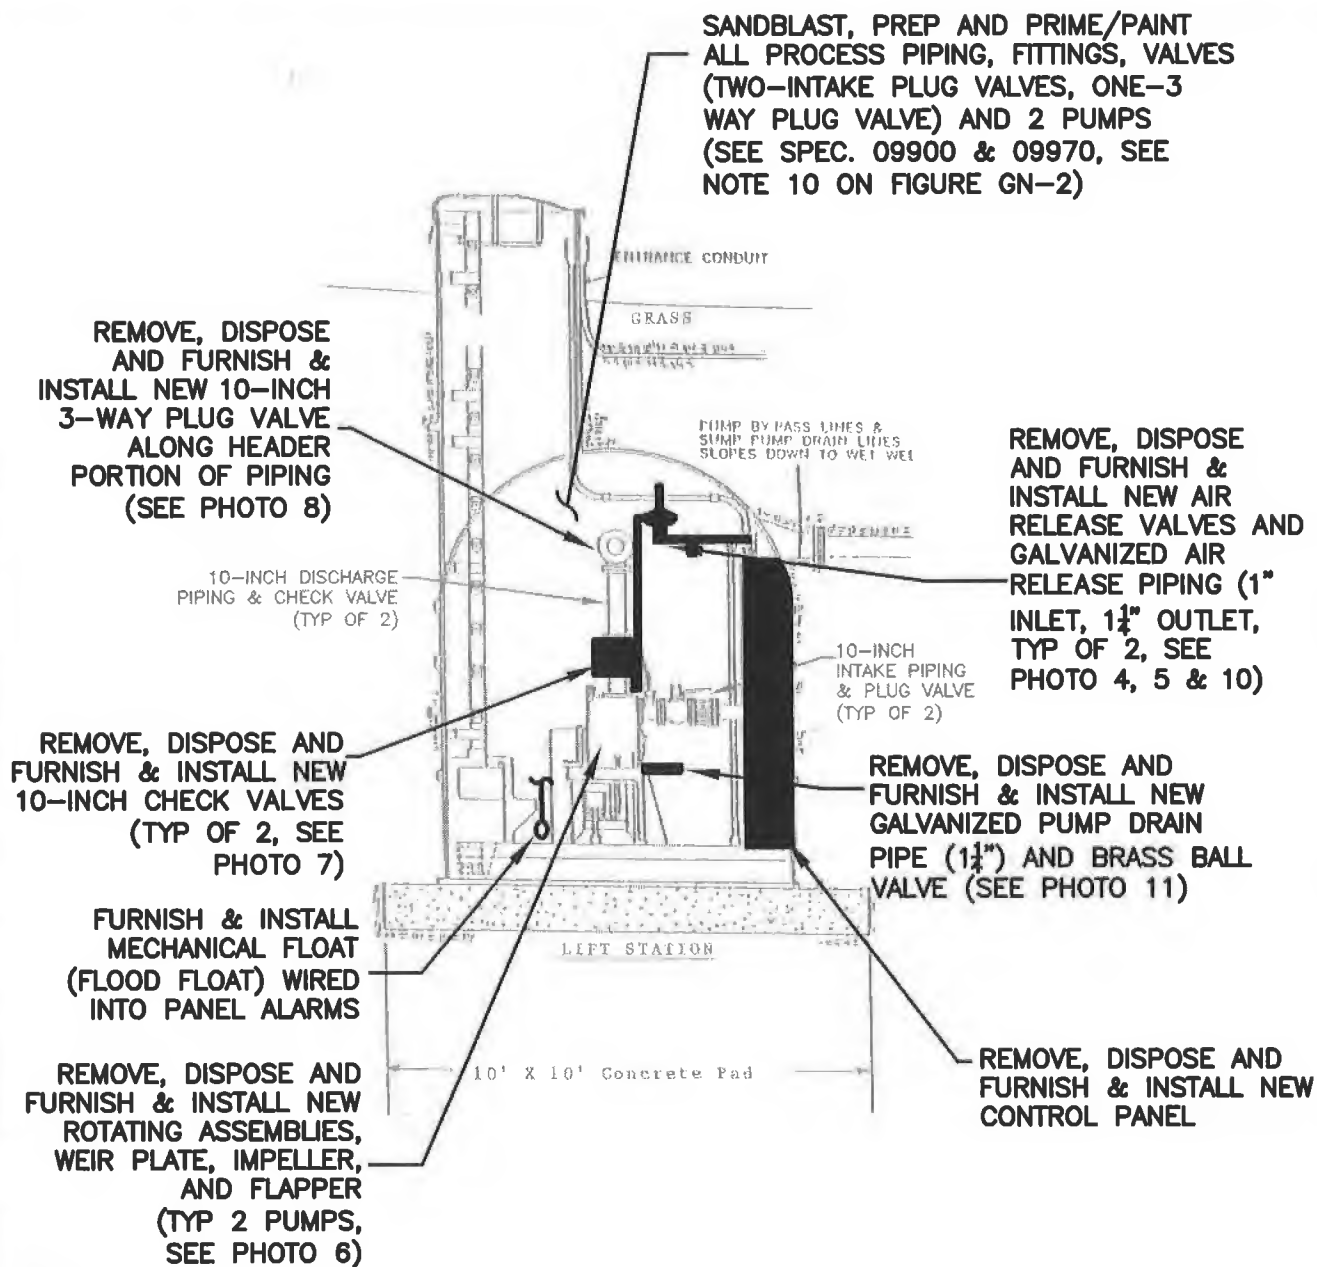 SANDBLAST, PREP AND PRIME/PAINT
ALL PROCESS PIPING, FITTINGS, VALVES
(TWO-INTAKE PLUG VALVES, ONE-3
WAY PLUG VALVE) AND 2 PUMPS
(SEE SPEC. 09900 & 09970, SEE
NOTE 10 ON FIGURE GN-2)
ENTRANCE CONDUIT
GRASS
REMOVE, DISPOSE
AND FURNISH &
INSTALL NEW 10-INCH
3-WAY PLUG VALVE
ALONG HEADER
PORTION OF PIPING
(SEE PHOTO 8)
PUMP BY PASS LINES &
SUMP PUMP DRAIN LINES
SLOPES DOWN TO WET WEL
REMOVE, DISPOSE
AND FURNISH &
INSTALL NEW AIR
RELEASE VALVES AND
GALVANIZED AIR
RELEASE PIPING (1"
INLET, 1¼" OUTLET,
TYP OF 2, SEE
PHOTO 4, 5 & 10)
10-INCH DISCHARGE
PIPING & CHECK VALVE
(TYP OF 2)
10-INCH
INTAKE PIPING
& PLUG VALVE
(TYP OF 2)
REMOVE, DISPOSE AND
FURNISH & INSTALL NEW
10-INCH CHECK VALVES
(TYP OF 2, SEE
PHOTO 7)
REMOVE, DISPOSE AND
FURNISH & INSTALL NEW
GALVANIZED PUMP DRAIN
PIPE (1¼") AND BRASS BALL
VALVE (SEE PHOTO 11)
FURNISH & INSTALL
MECHANICAL FLOAT
(FLOOD FLOAT) WIRED
INTO PANEL ALARMS
LIFT STATION
10' X 10' Concrete Pad
REMOVE, DISPOSE AND
FURNISH & INSTALL NEW
CONTROL PANEL
REMOVE, DISPOSE AND
FURNISH & INSTALL NEW
ROTATING ASSEMBLIES,
WEIR PLATE, IMPELLER,
AND FLAPPER
(TYP 2 PUMPS,
SEE PHOTO 6)